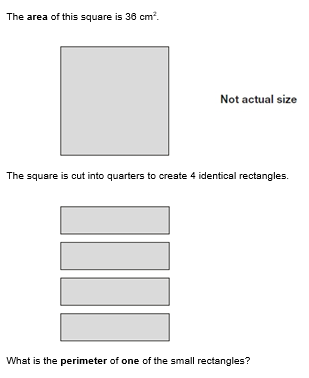 The area of this square is 36 cm².
Not actual size
The square is cut into quarters to create 4 identical rectangles.
What is the perimeter of one of the small rectangles?